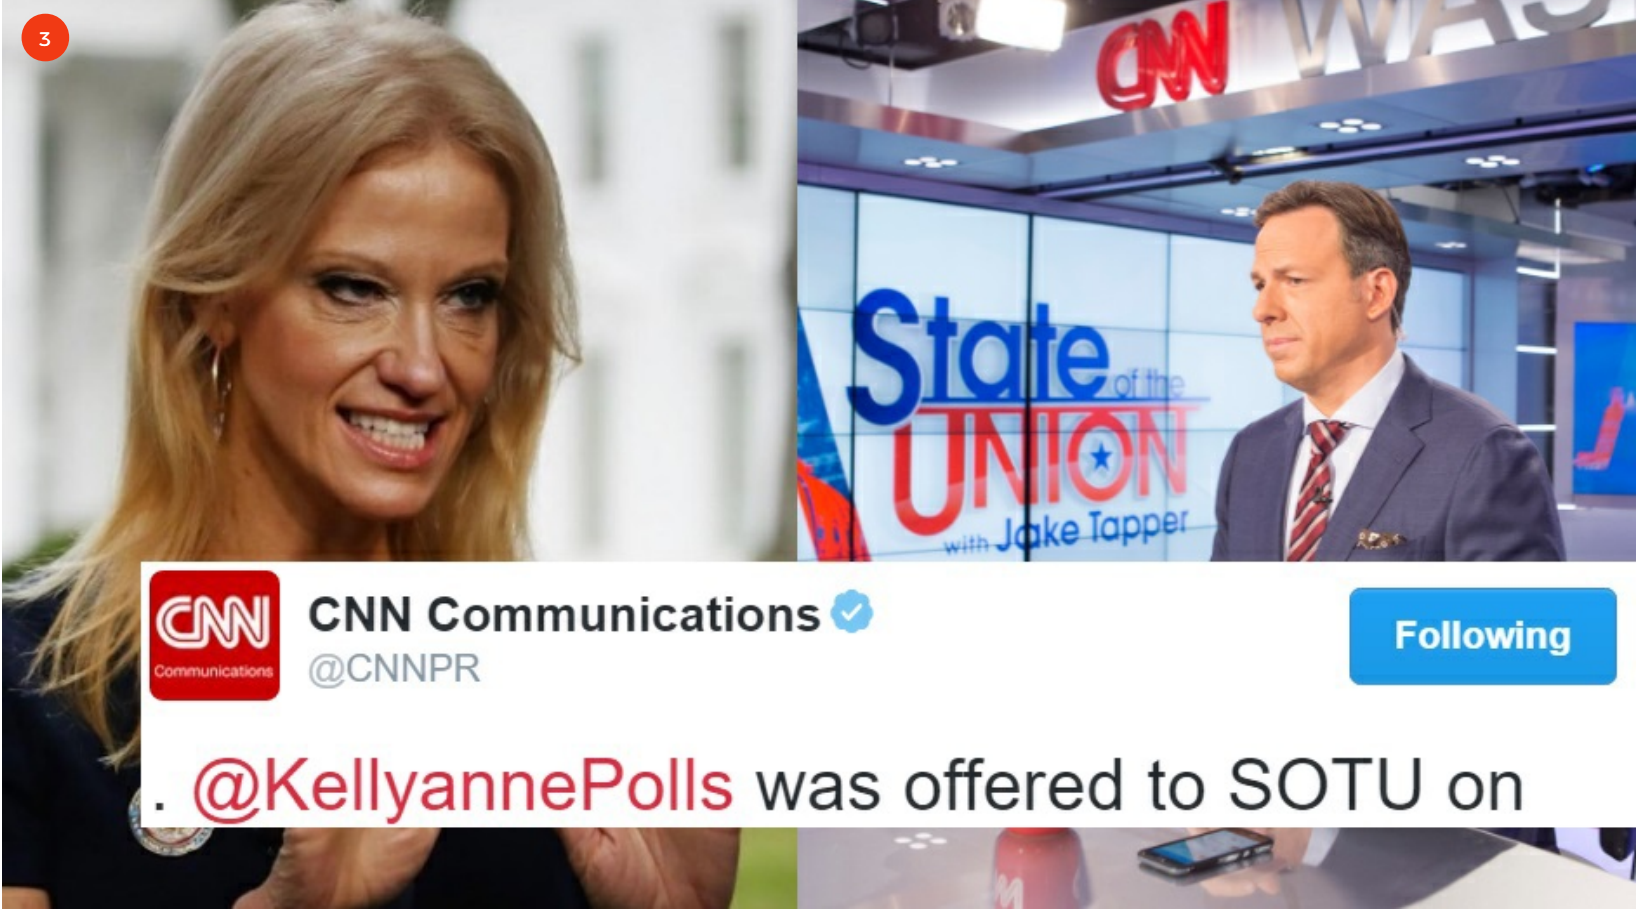 3
CNN WAS
State
of the
UNION
with Jake Tapper
CNN
Communications
CNN Communications
@CNNPR
Following
. @KellyannePolls was offered to SOTU on